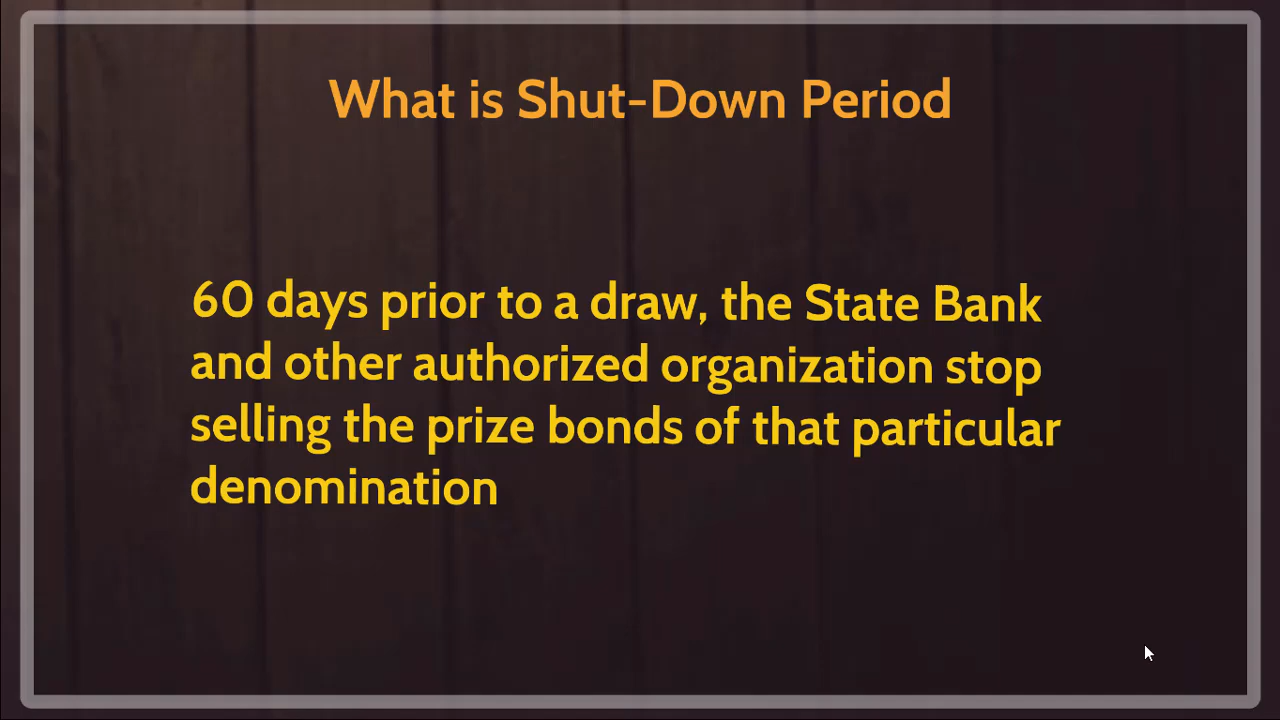 What is Shut-Down Period
60 days prior to a draw, the State Bank
and other authorized organization stop
selling the prize bonds of that particular
denomination